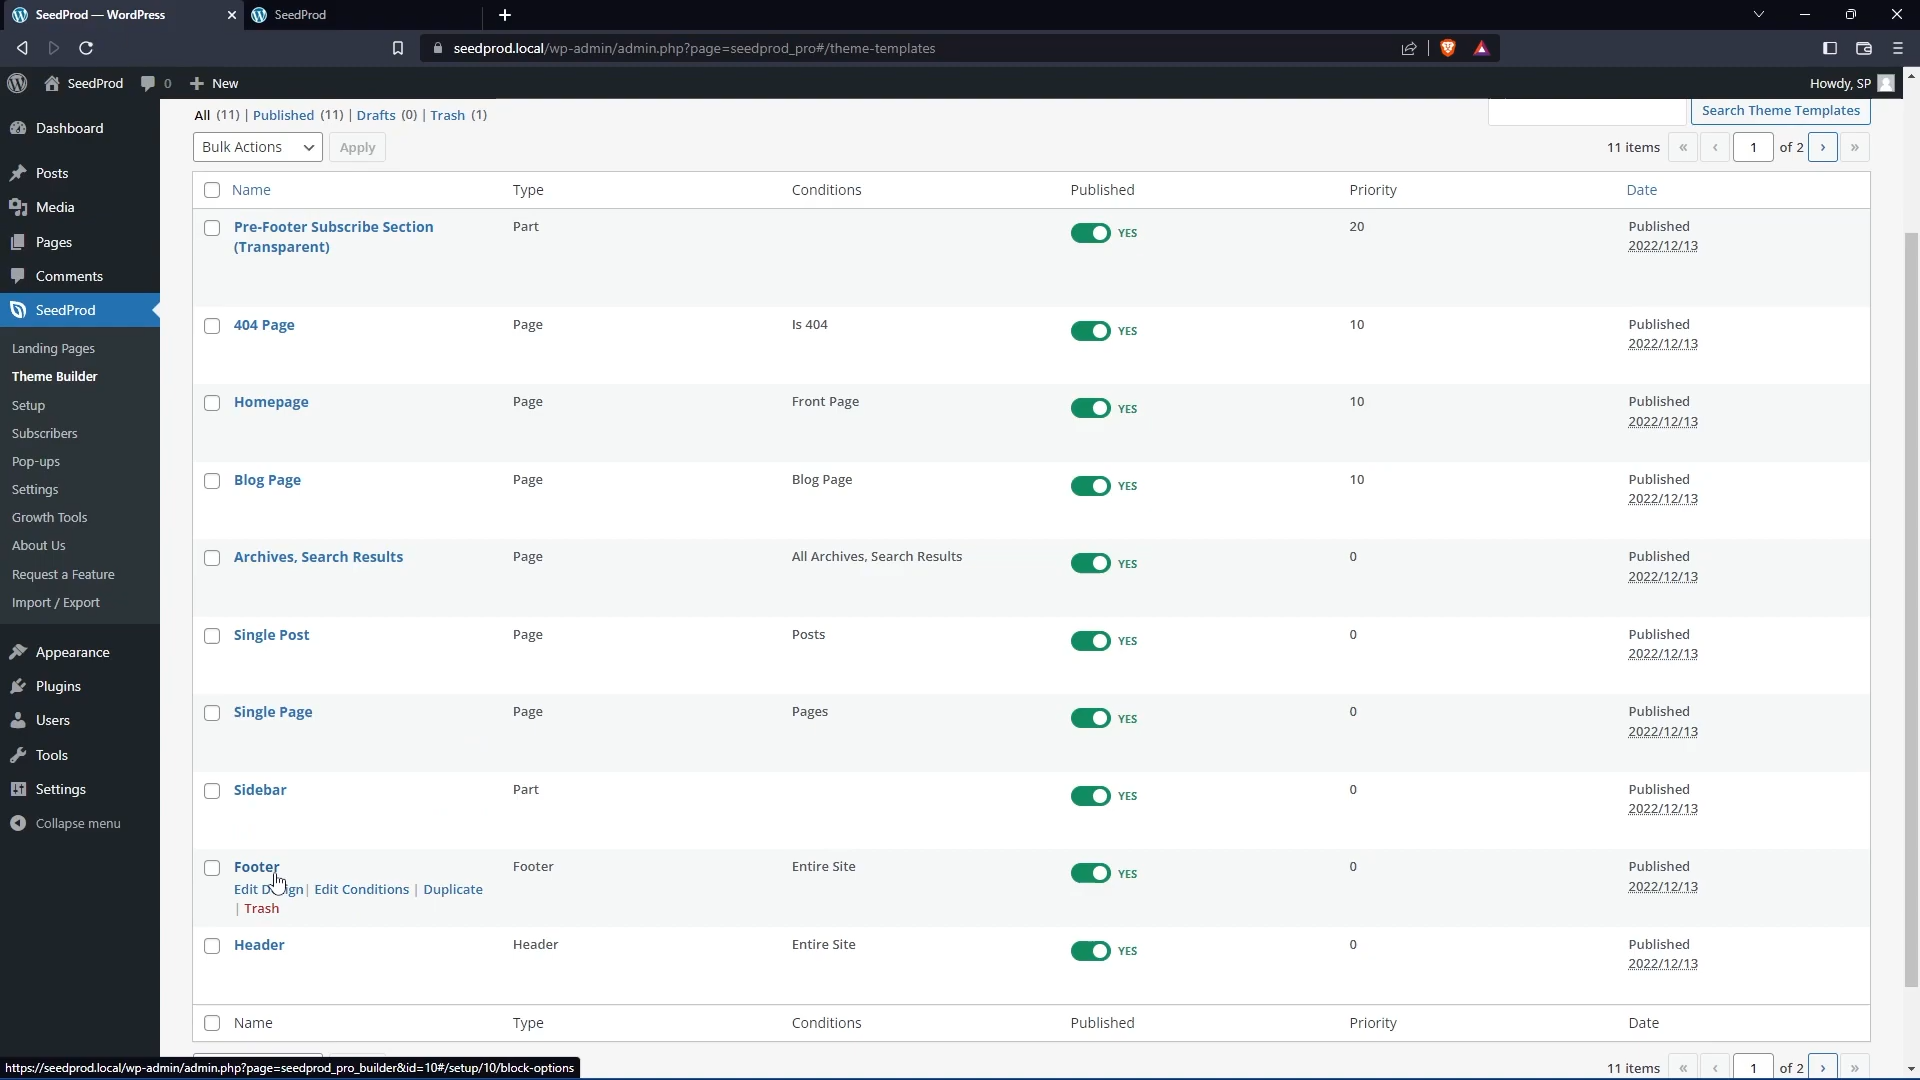 SeedProd — WordPress
SeedProd
seedprod.local/wp-admin/admin.php?page=seedprod_pro#/theme-templates
SeedProd 0 New
Howdy, SP
Dashboard
Posts
Media
Pages
Comments
SeedProd
Landing Pages
Theme Builder
Setup
Subscribers
Pop-ups
Settings
Growth Tools
About Us
Request a Feature
Import / Export
Appearance
Plugins
Users
Tools
Settings
Collapse menu
All (11) | Published (11) | Drafts (0) | Trash (1)
Search Theme Templates
Bulk Actions Apply
11 items « ‹ 1 of 2 › »
Name Type Conditions Published Priority Date
Pre-Footer Subscribe Section Part YES 20 Published
(Transparent) 2022/12/13
404 Page Page Is 404 YES 10 Published
2022/12/13
Homepage Page Front Page YES 10 Published
2022/12/13
Blog Page Page Blog Page YES 10 Published
2022/12/13
Archives, Search Results Page All Archives, Search Results YES 0 Published
2022/12/13
Single Post Page Posts YES 0 Published
2022/12/13
Single Page Page Pages YES 0 Published
2022/12/13
Sidebar Part YES 0 Published
2022/12/13
Footer Footer Entire Site YES 0 Published
Edit D gn | Edit Conditions | Duplicate 2022/12/13
| Trash
Header Header Entire Site YES 0 Published
2022/12/13
Name Type Conditions Published Priority Date
11 items « ‹ 1 of 2 › »
https://seedprod.local/wp-admin/admin.php?page=seedprod_pro_builder&id=10#/setup/10/block-options